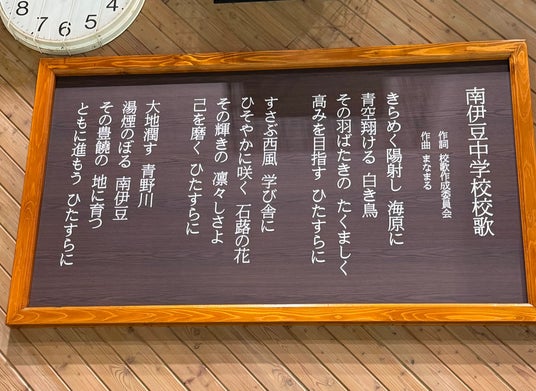 南伊豆中学校校歌
作詞 校歌作成委員会
作曲 まなまる
きらめく陽射し 海原に
青空翔ける 白き鳥
その羽ばたきの たくましく
高みを目指す ひたすらに
すさぶ西風 学び舎に
ひそやかに咲く 石蕗の花
その輝きの 凛々しさよ
己を磨く ひたすらに
大地潤す 青野川
湯煙のぼる 南伊豆
その豊饒の 地に育つ
ともに進もう ひたすらに
8
7
6
5